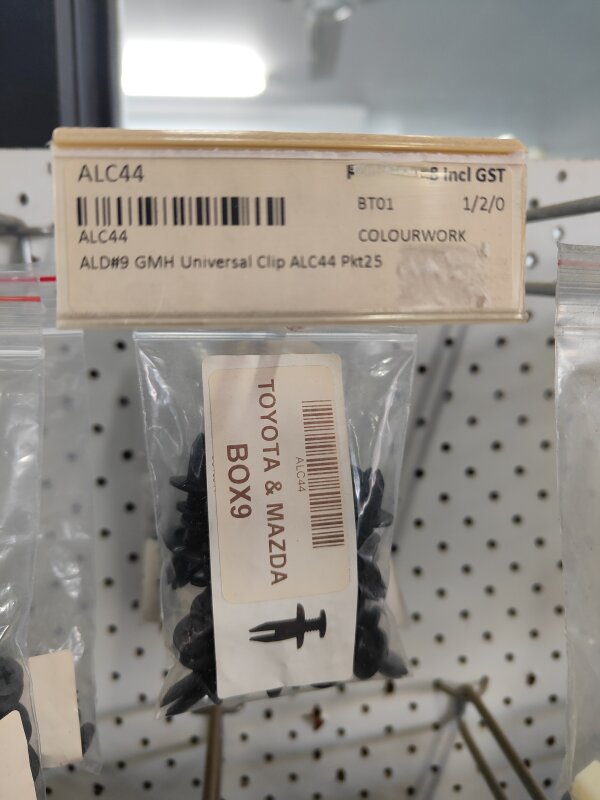 ALC44
8 Incl GST
BT01 1/2/0
ALC44
COLOURWORK
ALD#9 GMH Universal Clip ALC44 Pkt25
ALC44
TOYOTA & MAZDA
BOX9